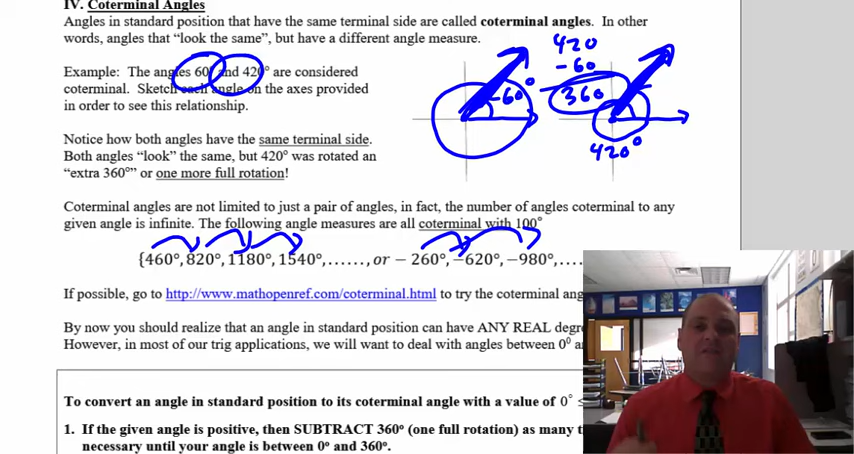 IV. Coterminal Angles
Angles in standard position that have the same terminal side are called coterminal angles. In other
words, angles that "look the same", but have a different angle measure.
Example: The angles 60° and 420° are considered
coterminal. Sketch each angle on the axes provided
in order to see this relationship.
60°
420
-60
360
420°
Notice how both angles have the same terminal side.
Both angles "look" the same, but 420° was rotated an
"extra 360°" or one more full rotation!
Coterminal angles are not limited to just a pair of angles, in fact, the number of angles coterminal to any
given angle is infinite. The following angle measures are all coterminal with 100°
{460°, 820°, 1180°, 1540°, ......, or − 260°, −620°, −980°, ....
If possible, go to http://www.mathopenref.com/coterminal.html to try the coterminal
By now you should realize that an angle in standard position can have ANY REAL
However, in most of our trig applications, we will want to deal with angles between 0⁰
To convert an angle in standard position to its coterminal angle with a value of 0° ≤
1. If the given angle is positive, then SUBTRACT 360° (one full rotation) as many
necessary until your angle is between 0° and 360°.